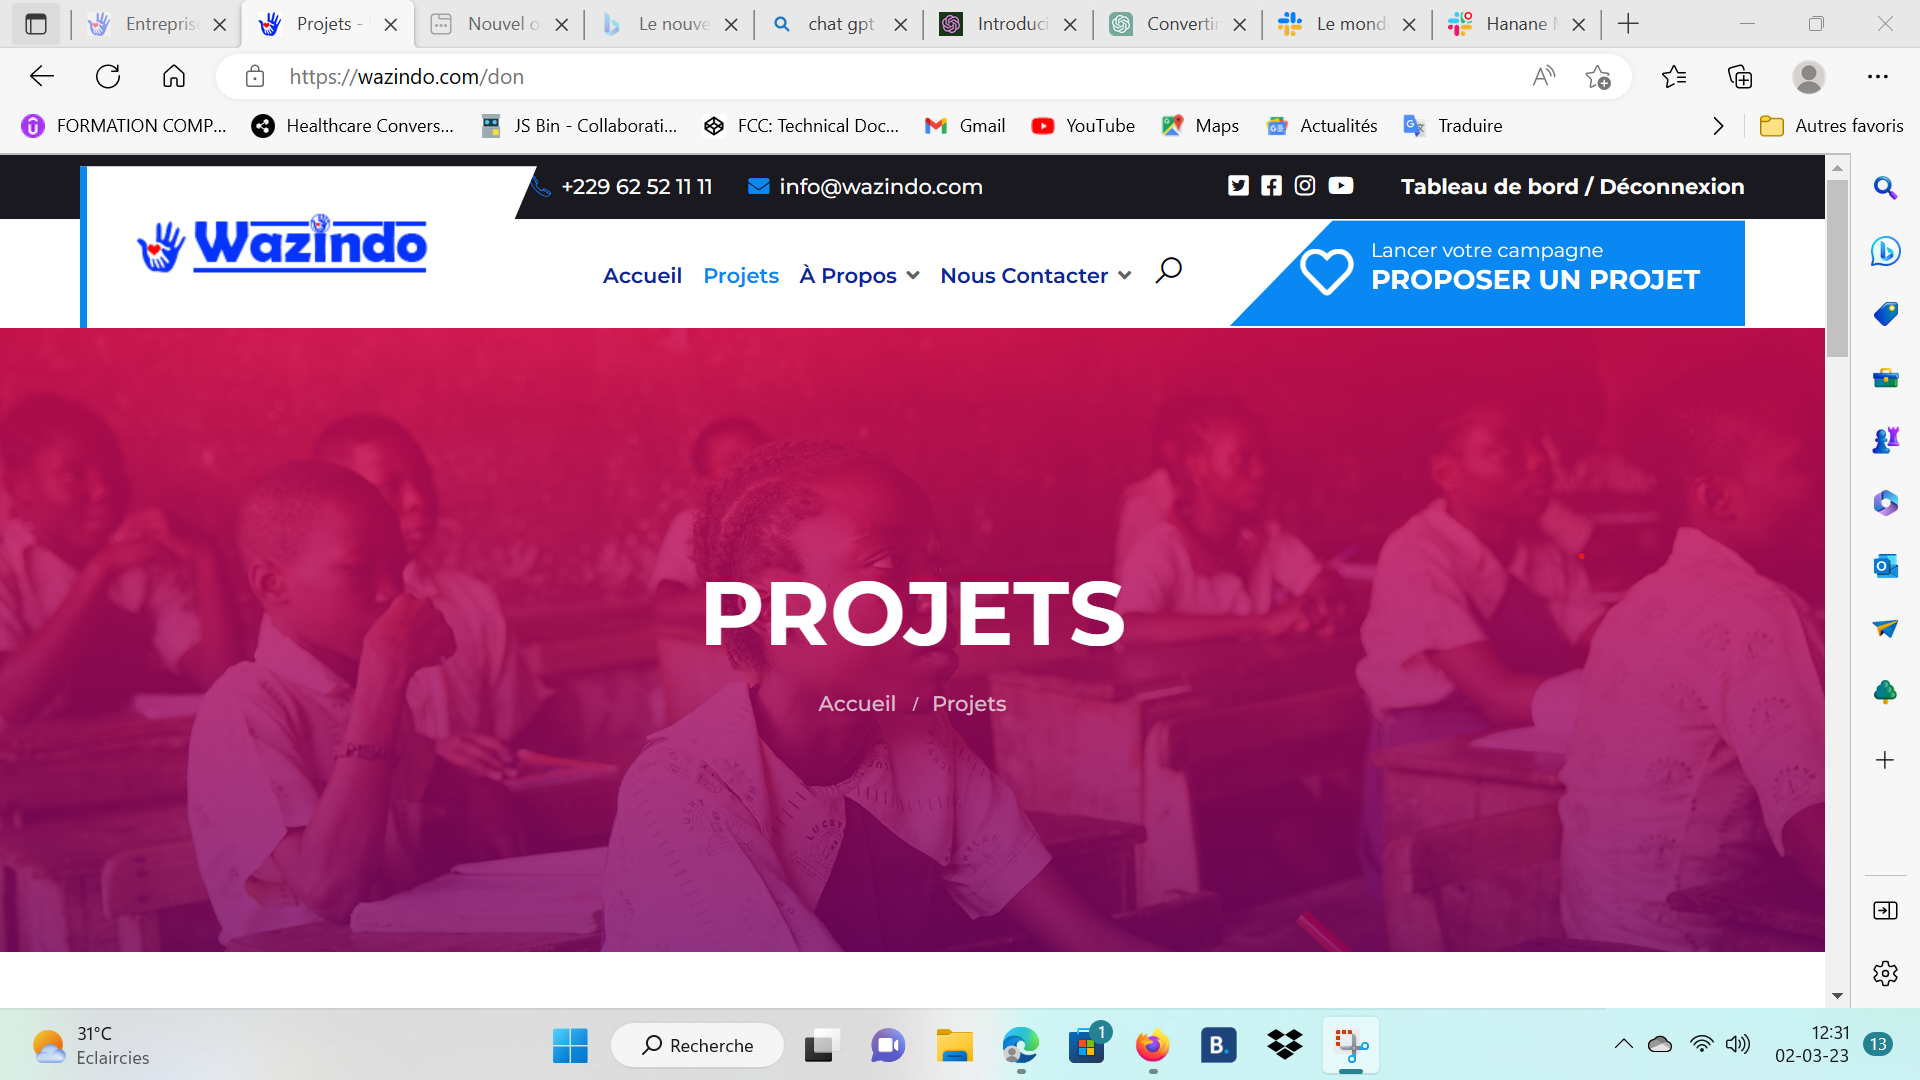 Entreprise
Projets -
Nouvel o
Le nouve
chat gpt
Introduci
Convertir
Le mond
Hanane
https://wazindo.com/don
FORMATION COMP...
Healthcare Convers...
JS Bin - Collaborati...
FCC: Technical Doc...
Gmail
YouTube
Maps
Actualités
Traduire
Autres favoris
+229 62 52 11 11
info@wazindo.com
Tableau de bord / Déconnexion
Wazindo
Accueil
Projets
À Propos
Nous Contacter
Lancer votre campagne
PROPOSER UN PROJET
PROJETS
Accueil / Projets
31°C
Eclaircies
Recherche
B.
1
12:31
02-03-23
13